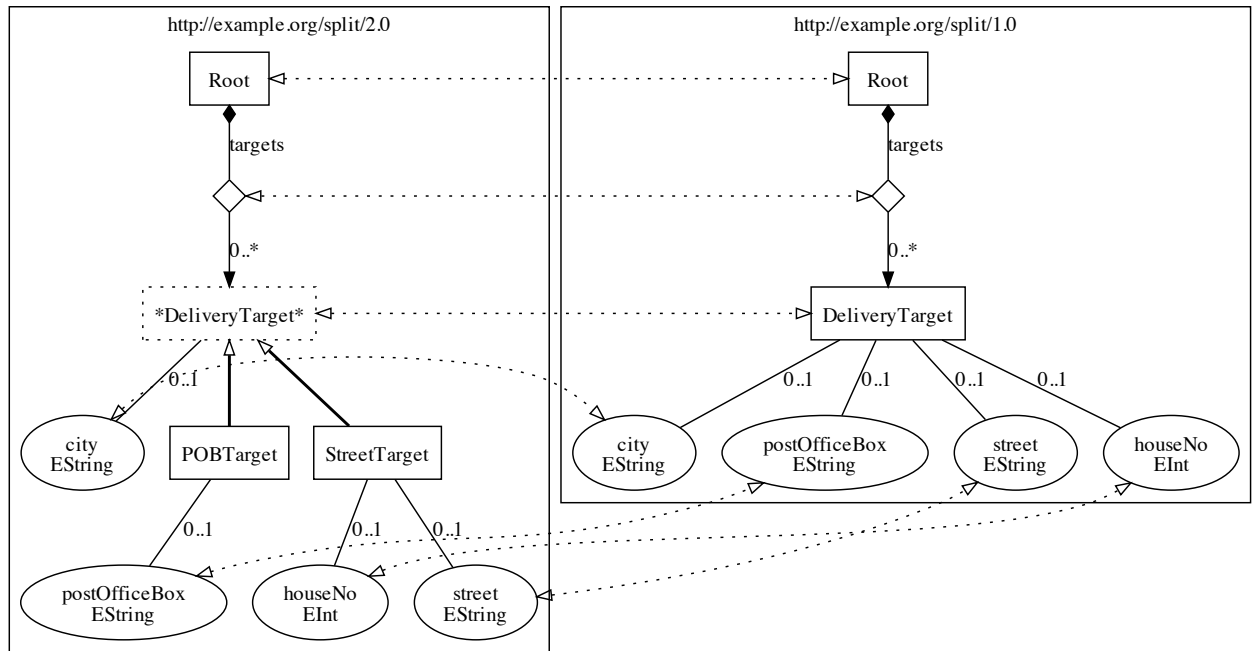 http://example.org/split/2.0
Root
targets
0..*
*DeliveryTarget*
0..1
city
EString
POBTarget
StreetTarget
0..1
0..1
0..1
postOfficeBox
EString
houseNo
EInt
street
EString
http://example.org/split/1.0
Root
targets
0..*
DeliveryTarget
0..1
0..1
0..1
0..1
city
EString
postOfficeBox
EString
street
EString
houseNo
EInt